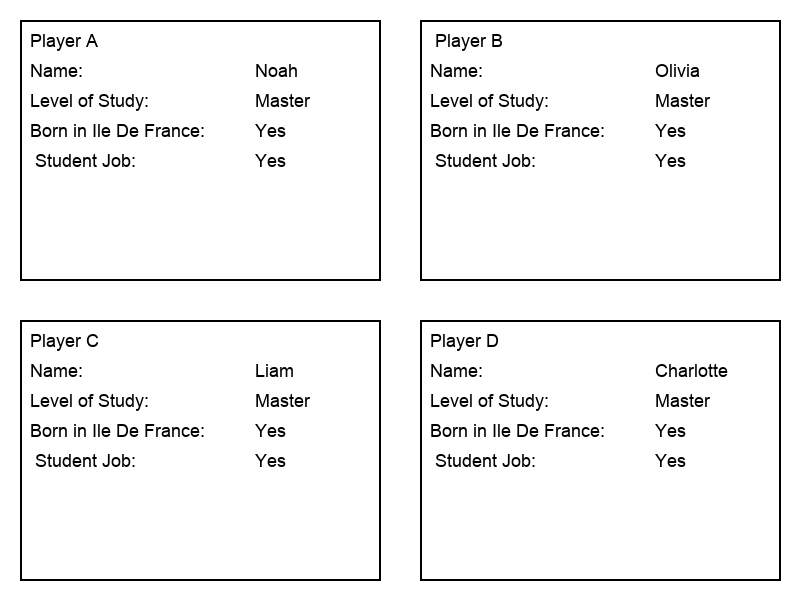 Player A
Name: Noah
Level of Study: Master
Born in Ile De France: Yes
Student Job: Yes
Player B
Name: Olivia
Level of Study: Master
Born in Ile De France: Yes
Student Job: Yes
Player C
Name: Liam
Level of Study: Master
Born in Ile De France: Yes
Student Job: Yes
Player D
Name: Charlotte
Level of Study: Master
Born in Ile De France: Yes
Student Job: Yes